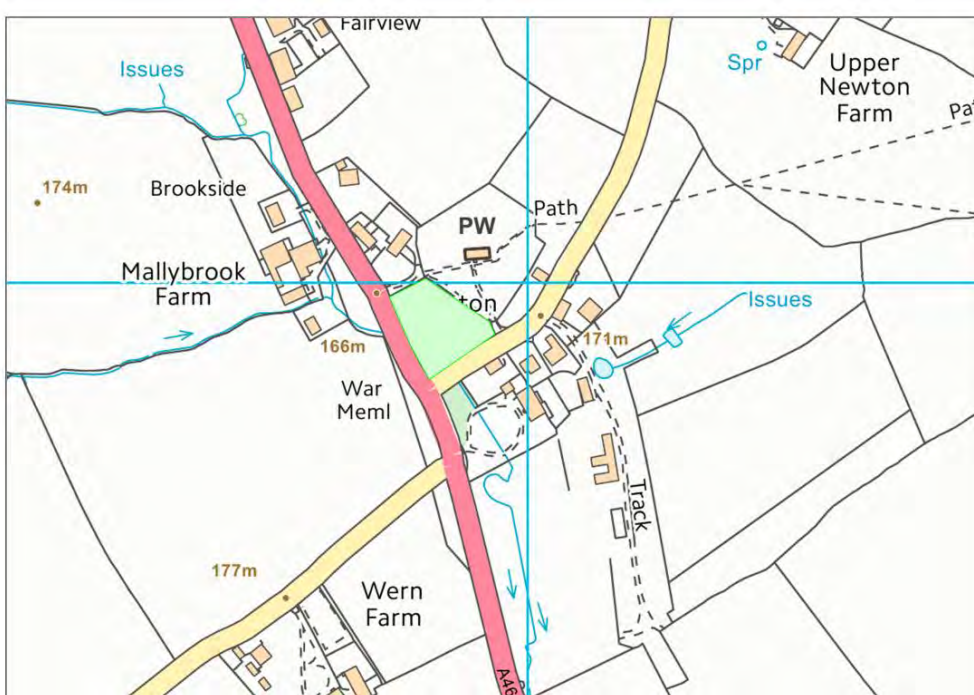 Fairview
Issues
Spr
Upper
Newton
Farm
174m
Brookside
PW
Path
Mallybrook
Farm
Issues
166m
171m
War
Meml
Track
177m
Wern
Farm